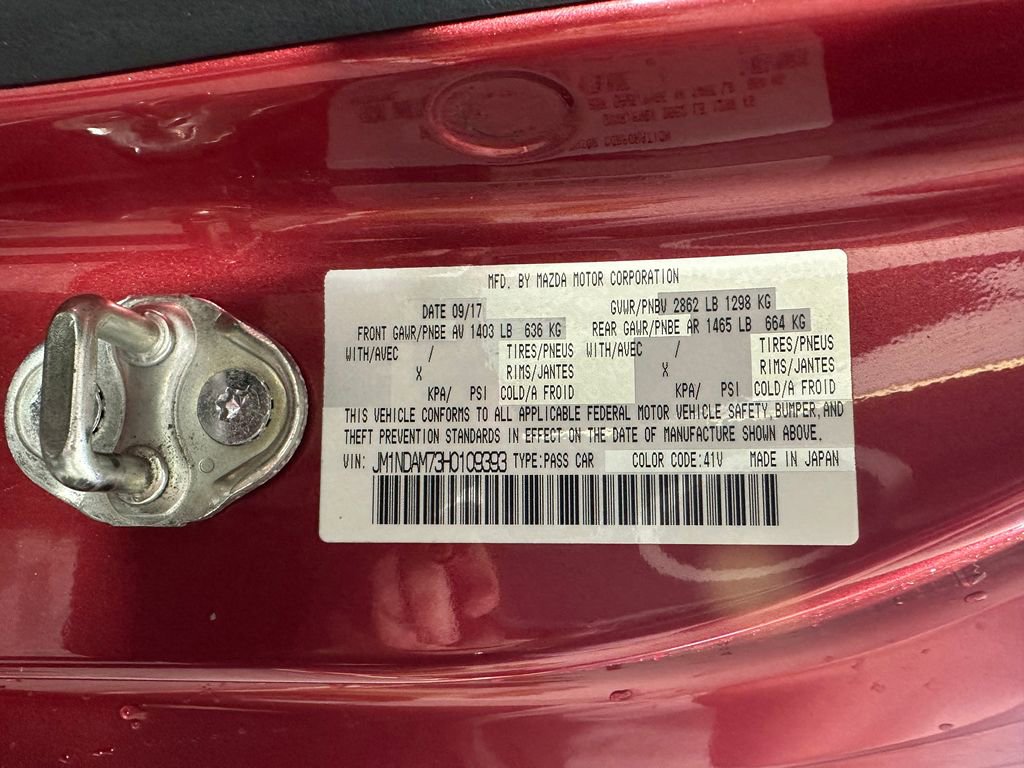 MFD. BY MAZDA MOTOR CORPORATION
DATE 09/17 GVWR/PNBV 2862 LB 1298 KG
FRONT GAWR/PNBE AV 1403 LB 636 KG REAR GAWR/PNBE AR 1465 LB 664 KG
WITH/AVEC / TIRES/PNEUS WITH/AVEC / TIRES/PNEUS
X RIMS/JANTES X RIMS/JANTES
KPA/ PSI COLD/A FROID KPA/ PSI COLD/A FROID
THIS VEHICLE CONFORMS TO ALL APPLICABLE FEDERAL MOTOR VEHICLE SAFETY, BUMPER, AND
THEFT PREVENTION STANDARDS IN EFFECT ON THE DATE OF MANUFACTURE SHOWN ABOVE.
VIN: JM1NDAM73H0109393 TYPE:PASS CAR COLOR CODE:41V MADE IN JAPAN